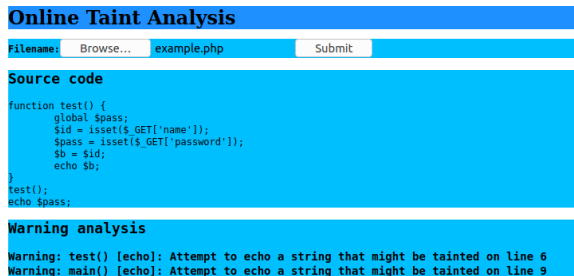 Online Taint Analysis
Filename: Browse... example.php Submit
Source code
function test() {
global $pass;
$id = isset($_GET['name']);
$pass = isset($_GET['password']);
$b = $id;
echo $b;
}
test();
echo $pass;
Warning analysis
Warning: test() [echo]: Attempt to echo a string that might be tainted on line 6
Warning: main() [echo]: Attempt to echo a string that might be tainted on line 9